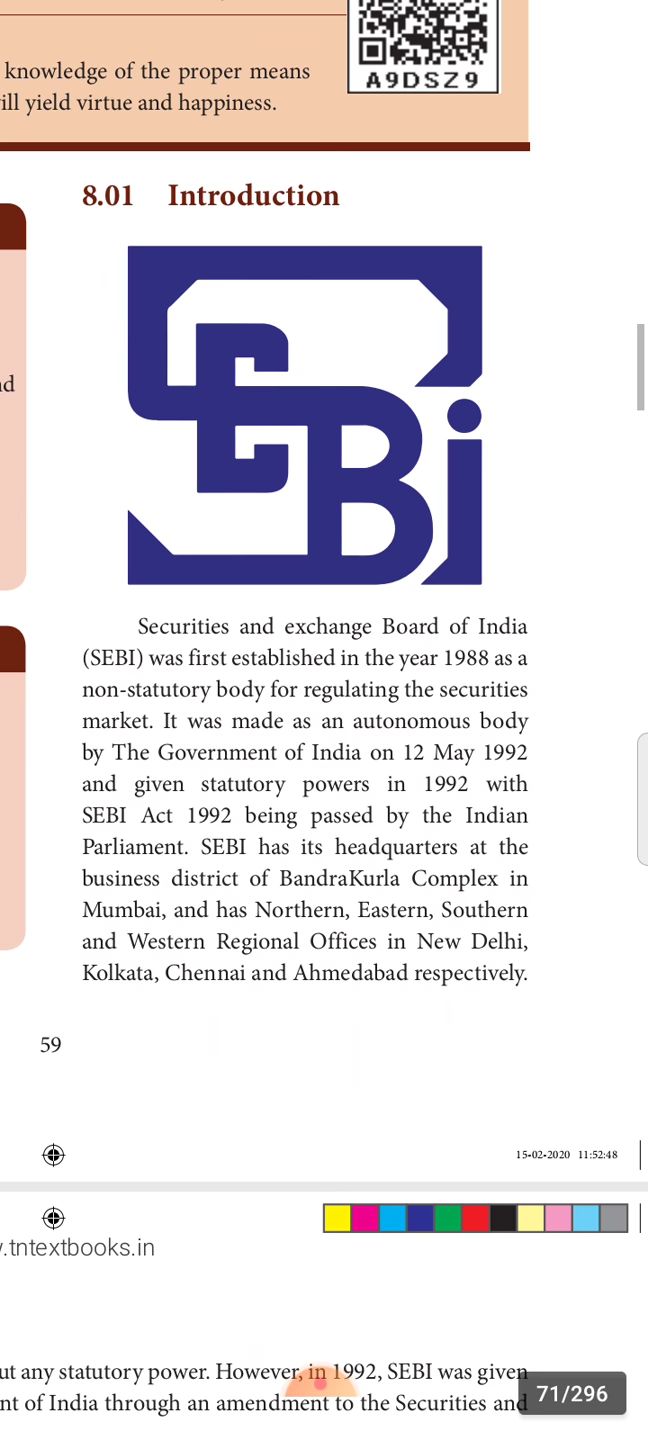 knowledge of the proper means
ill yield virtue and happiness.
A9DSZ9
8.01 Introduction
nd
SEBi
Securities and exchange Board of India
(SEBI) was first established in the year 1988 as a
non-statutory body for regulating the securities
market. It was made as an autonomous body
by The Government of India on 12 May 1992
and given statutory powers in 1992 with
SEBI Act 1992 being passed by the Indian
Parliament. SEBI has its headquarters at the
business district of BandraKurla Complex in
Mumbai, and has Northern, Eastern, Southern
and Western Regional Offices in New Delhi,
Kolkata, Chennai and Ahmedabad respectively.
59
15-02-2020 11:52:48
.tntextbooks.in
ut any statutory power. However, in 1992, SEBI was given
nt of India through an amendment to the Securities and
71/296